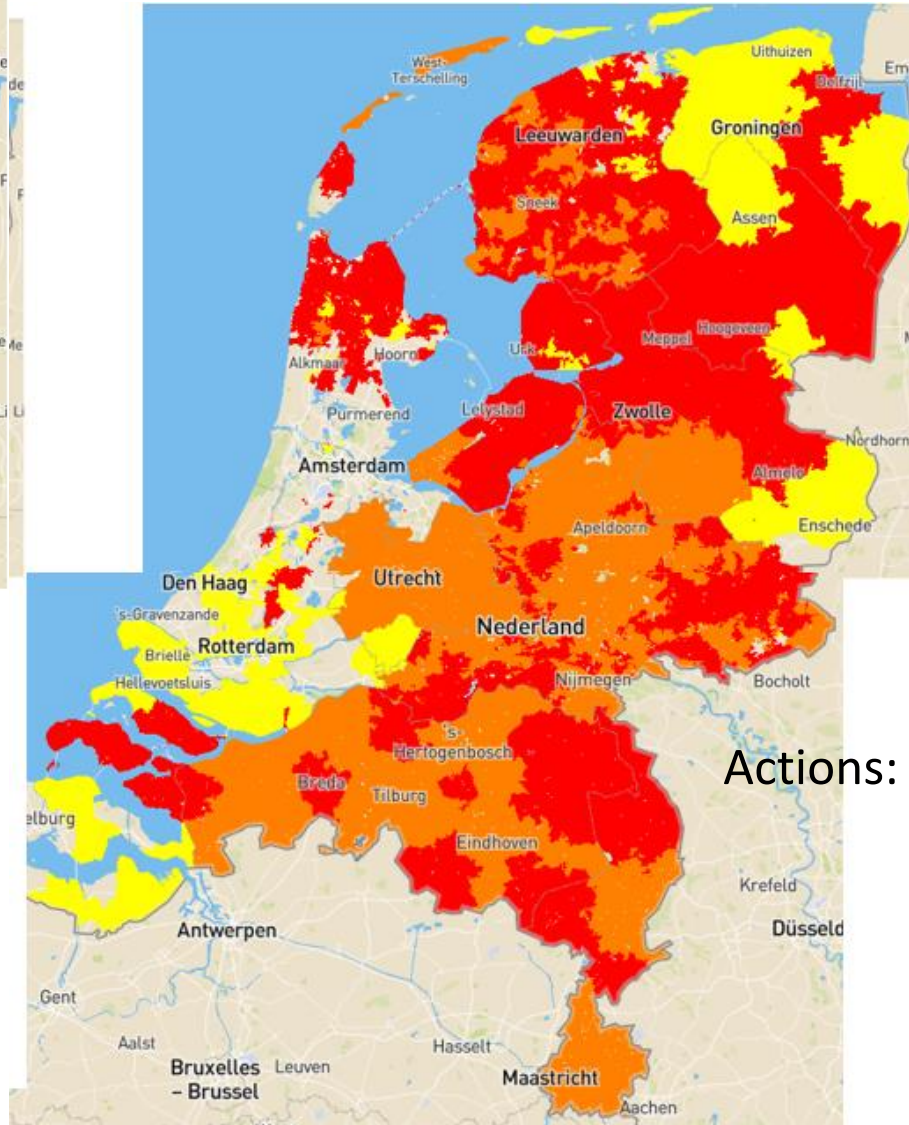 West-
Terschelling
Uithuizen
Delfzijl
Leeuwarden
Groningen
Sneek
Assen
Meppel
Hoogeveen
Urk
Alkmaar
Hoorn
Purmerend
Lelystad
Zwolle
Nordhorn
Amsterdam
Almelo
Apeldoorn
Enschede
Den Haag
Utrecht
's-Gravenzande
Nederland
Brielle
Rotterdam
Hellevoetsluis
Nijmegen
Bocholt
's-
Hertogenbosch
Actions:
Breda
Tilburg
elburg
Eindhoven
Krefeld
Antwerpen
Düsseld
Gent
Aalst
Hasselt
Bruxelles
– Brussel
Leuven
Maastricht
Aachen